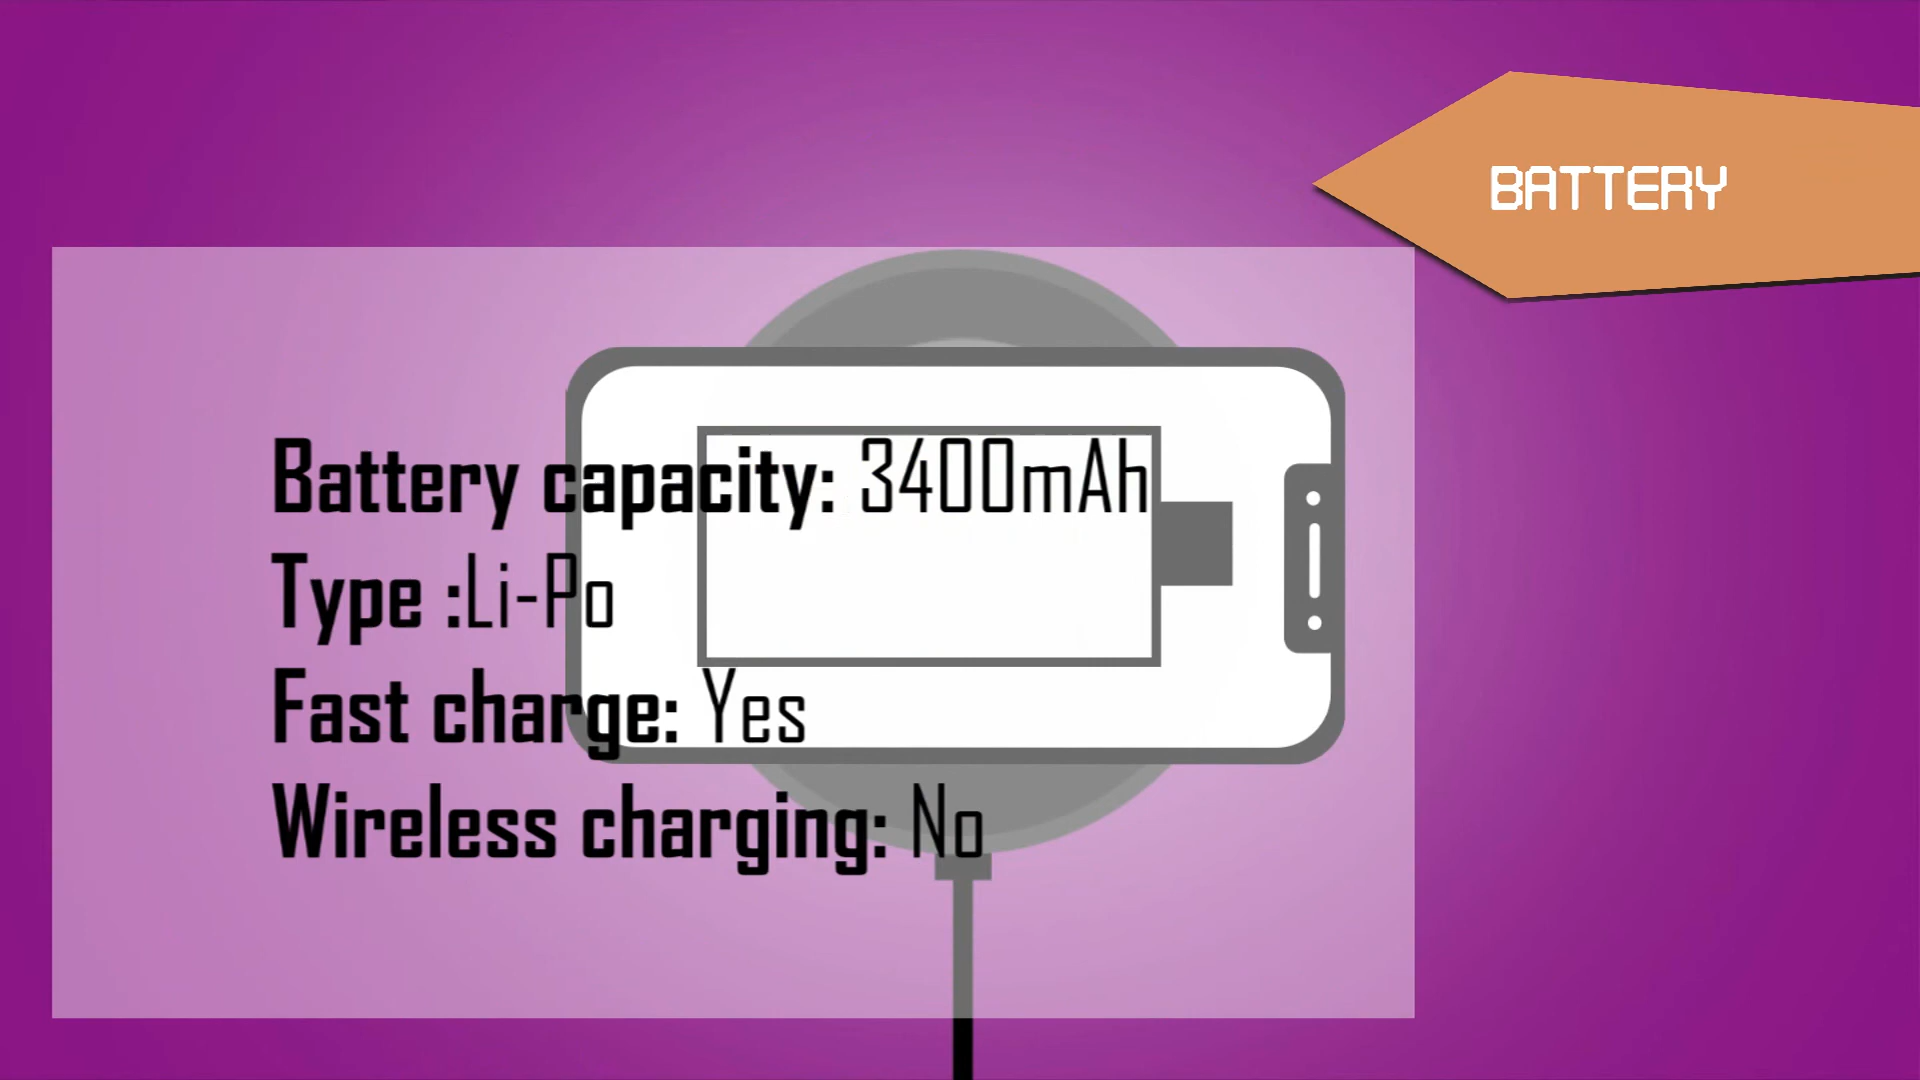 BATTERY
Battery capacity: 3400mAh
Type :Li-Po
Fast charge: Yes
Wireless charging: No